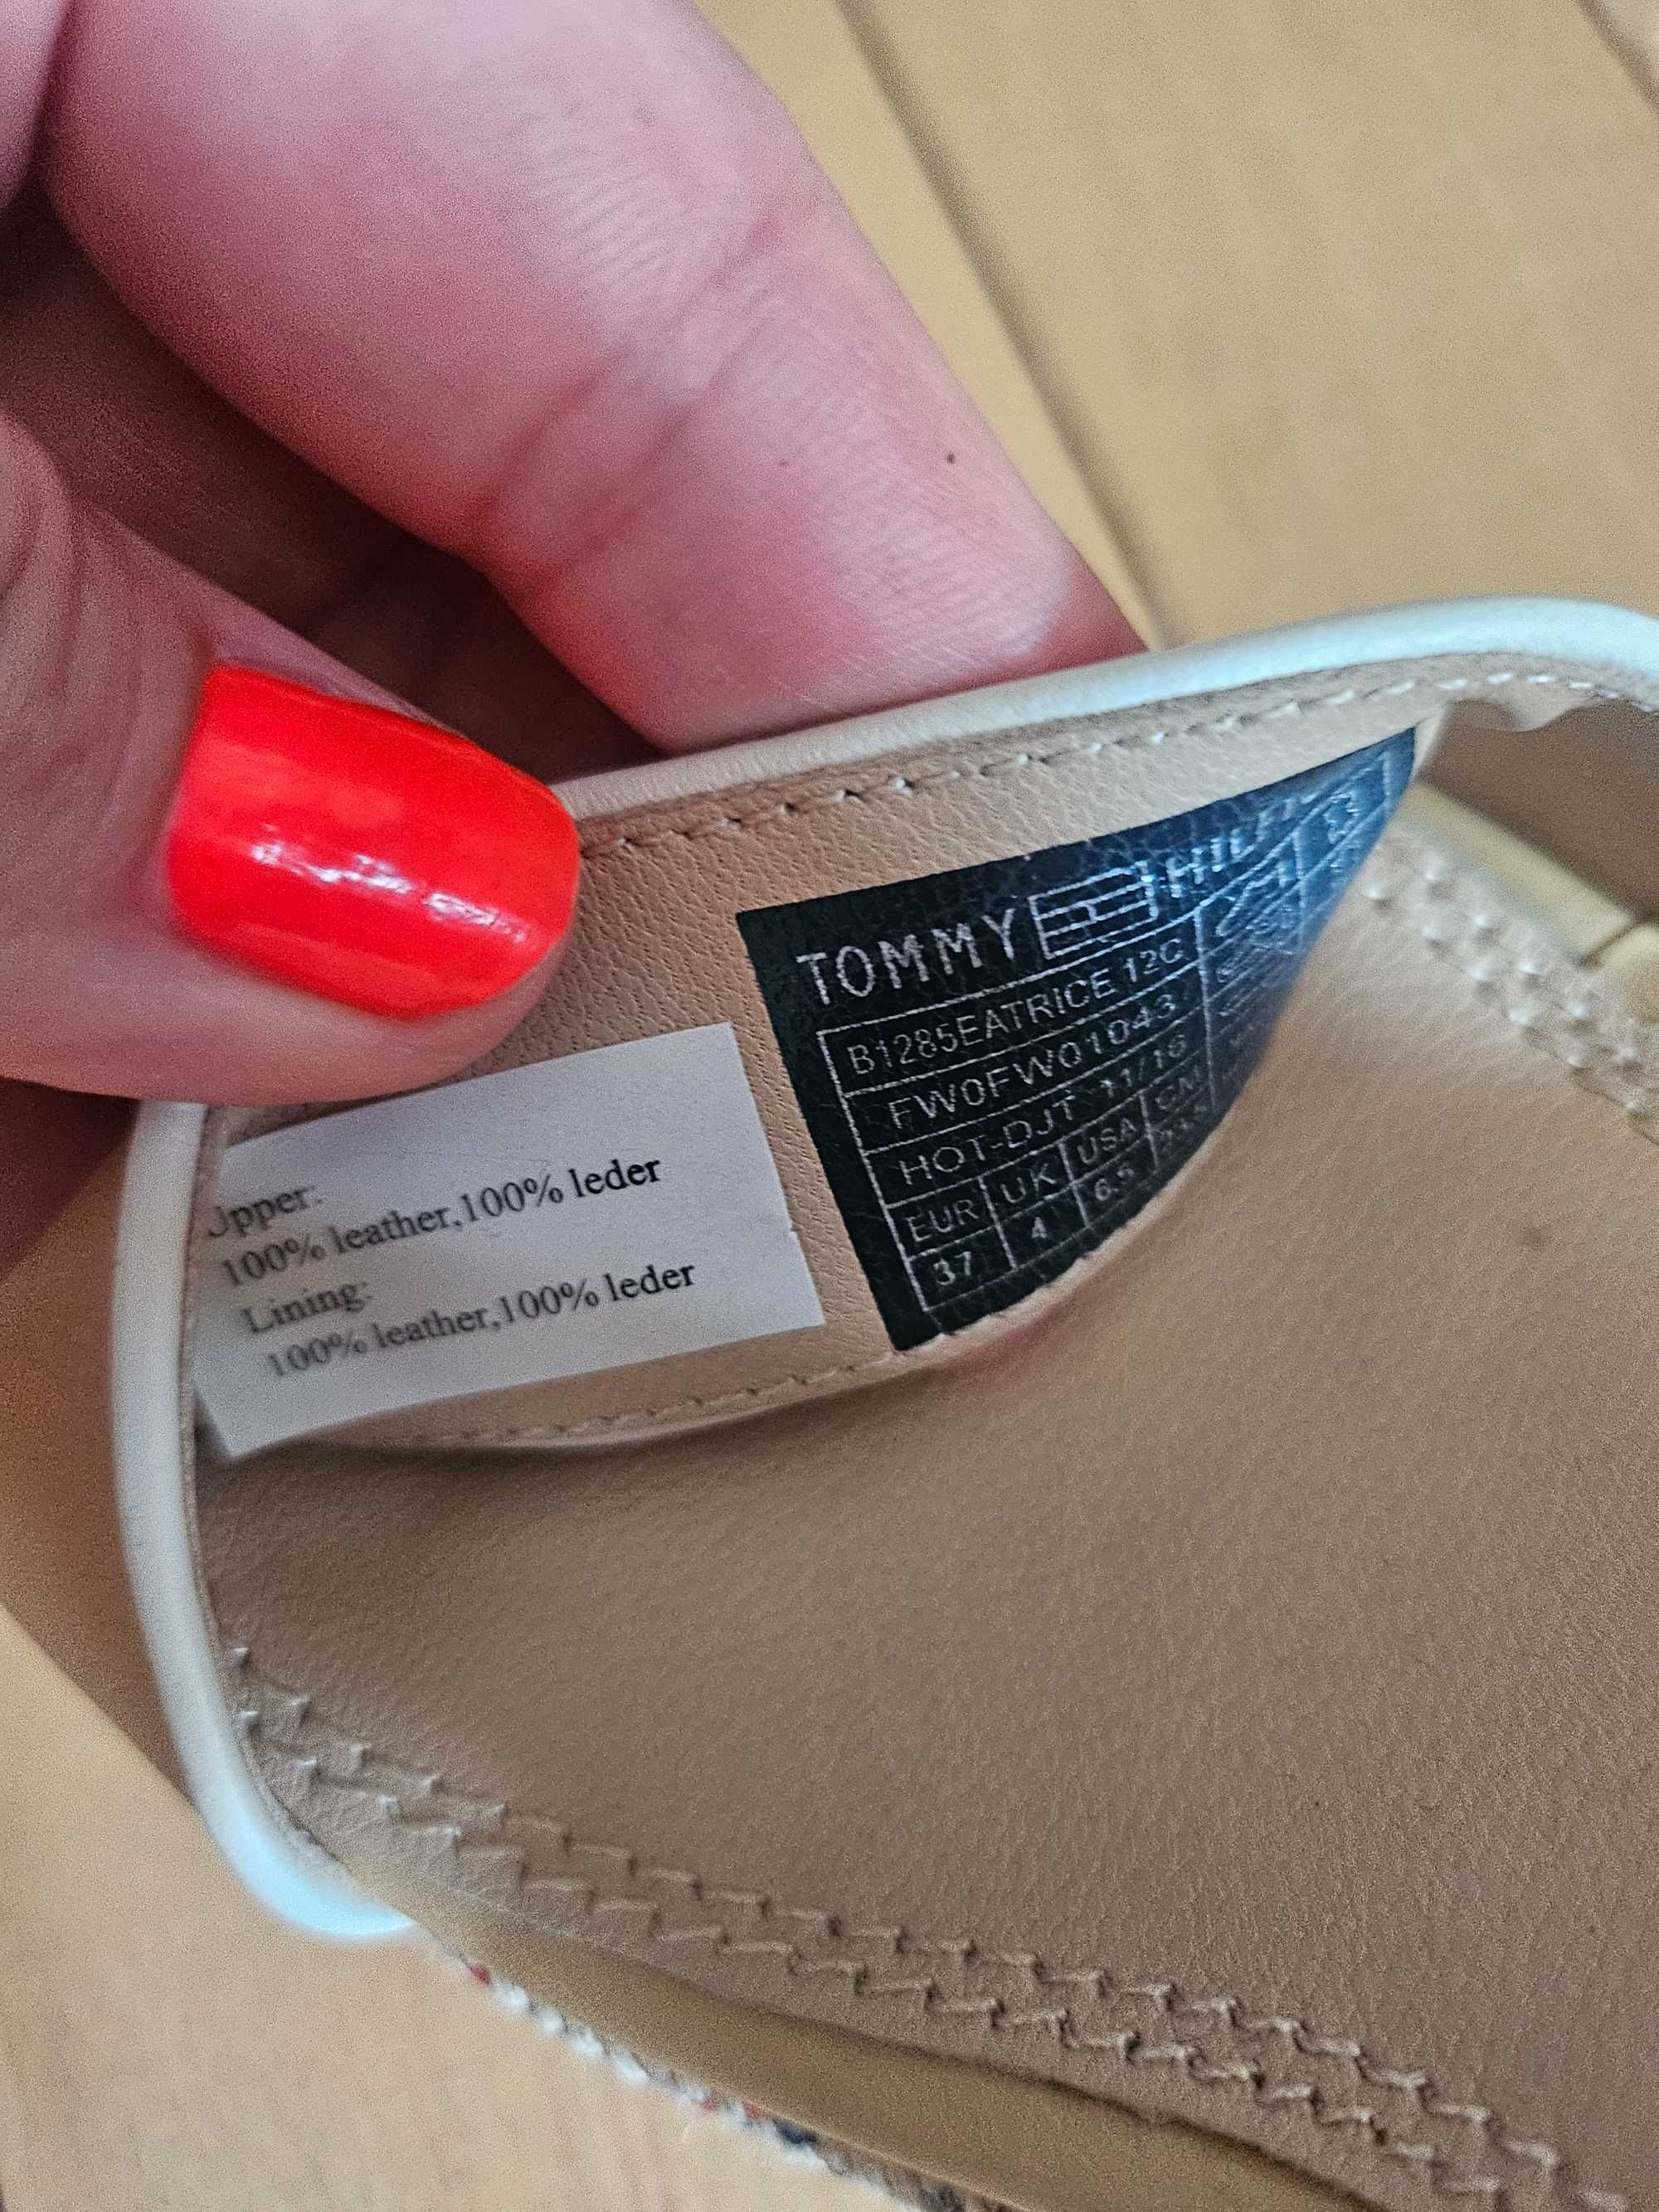 Upper:
100% leather,100% leder
Lining:
100% leather,100% leder
TOMMY
B1285EATRICE 12C
FW0FW01043
HOT-DJT 11/16
EUR UK USA CM
37 4 6.5